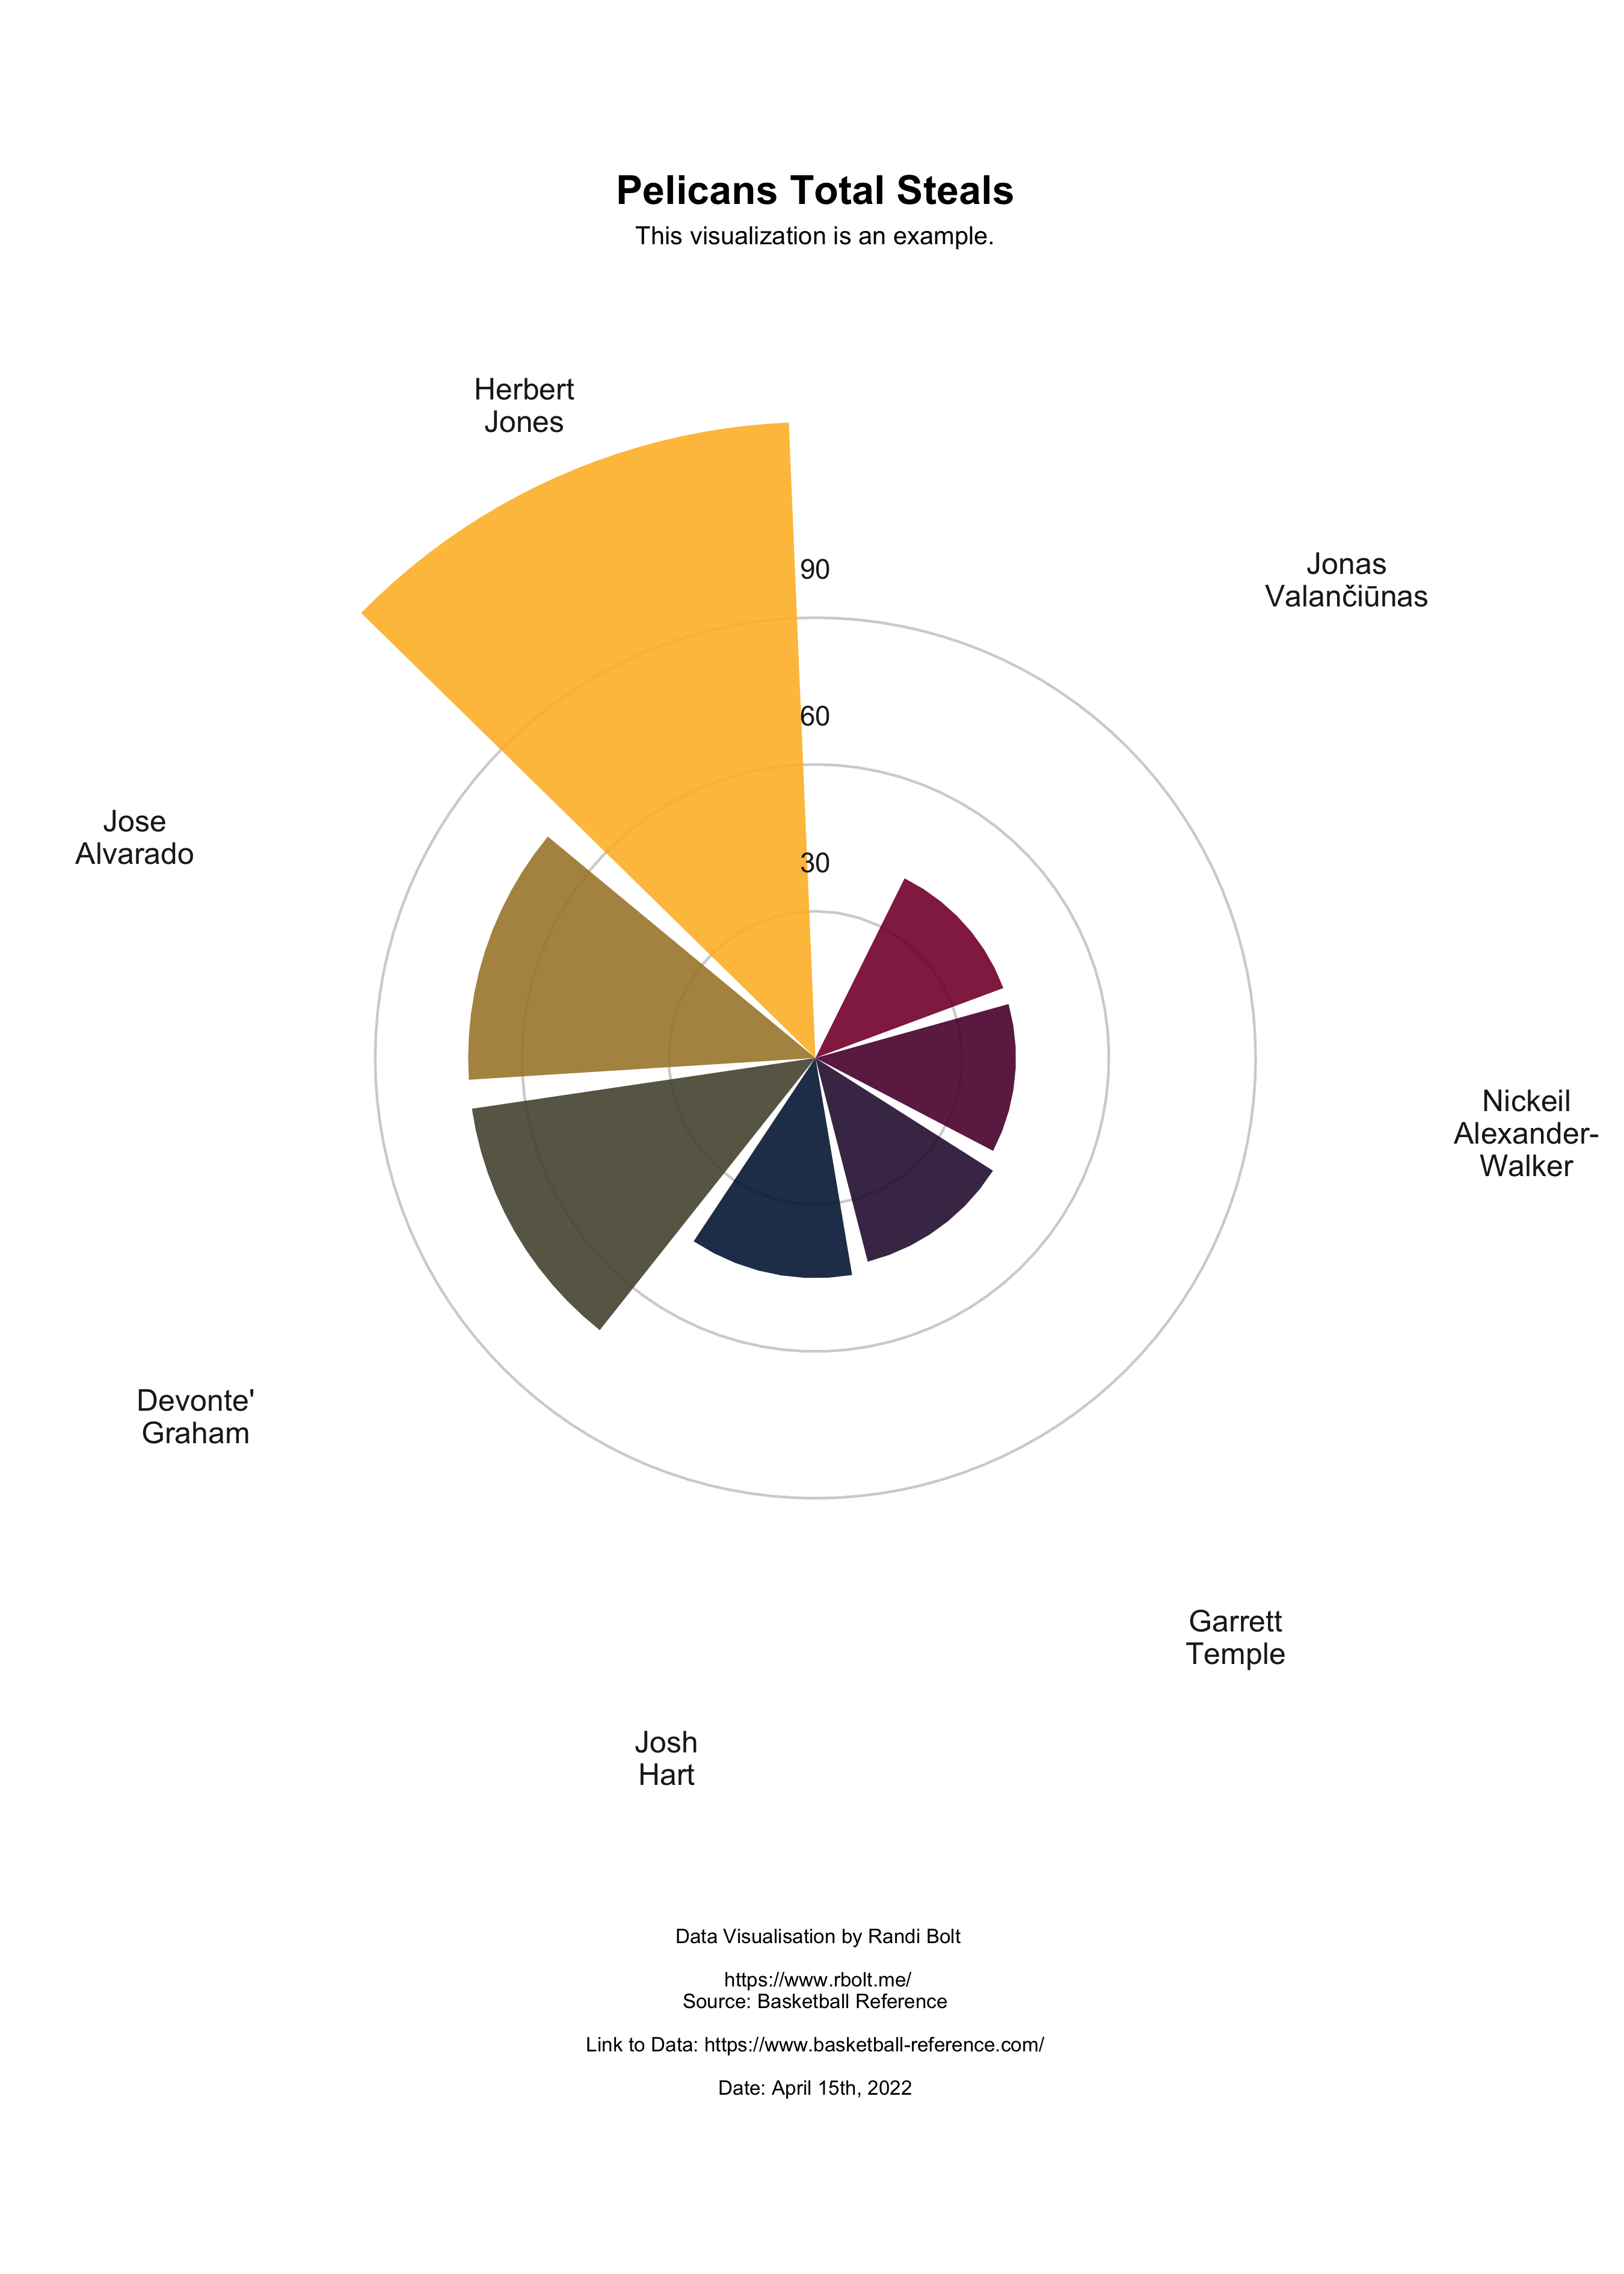 Pelicans Total Steals
This visualization is an example.
Herbert
Jones
90
Jonas
Valančiūnas
60
Jose
Alvarado
30
Nickeil
Alexander-
Walker
Devonte'
Graham
Garrett
Temple
Josh
Hart
Data Visualisation by Randi Bolt
https://www.rbolt.me/
Source: Basketball Reference
Link to Data: https://www.basketball-reference.com/
Date: April 15th, 2022